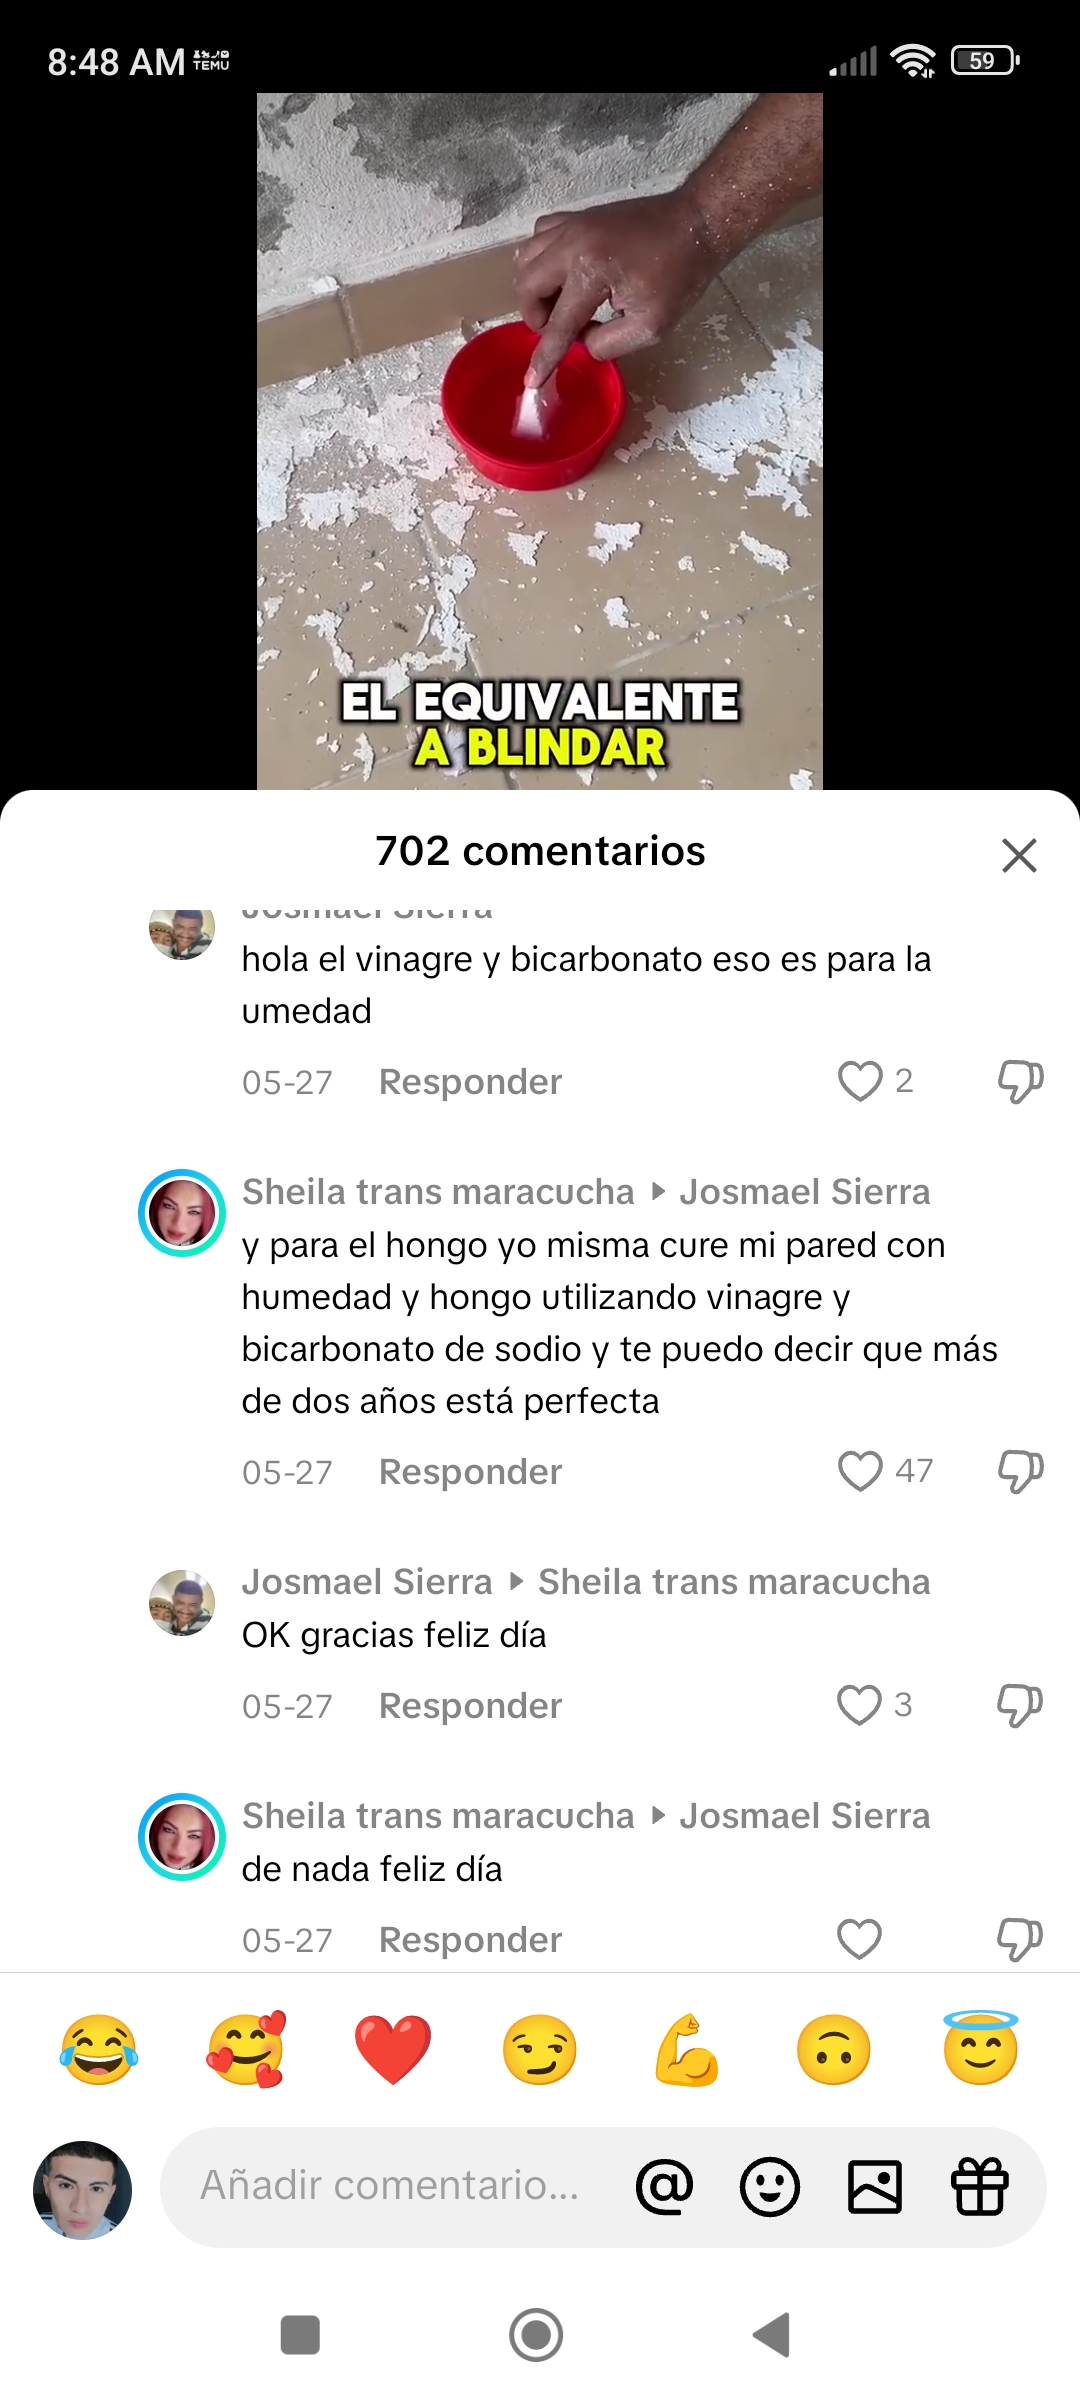 8:48 AM
TEMU
59
EL EQUIVALENTE
A BLINDAR
702 comentarios
Josmael Sierra
hola el vinagre y bicarbonato eso es para la
umedad
05-27 Responder 2
Sheila trans maracucha Josmael Sierra
y para el hongo yo misma cure mi pared con
humedad y hongo utilizando vinagre y
bicarbonato de sodio y te puedo decir que más
de dos años está perfecta
05-27 Responder 47
Josmael Sierra Sheila trans maracucha
OK gracias feliz día
05-27 Responder 3
Sheila trans maracucha Josmael Sierra
de nada feliz día
05-27 Responder
Añadir comentario...